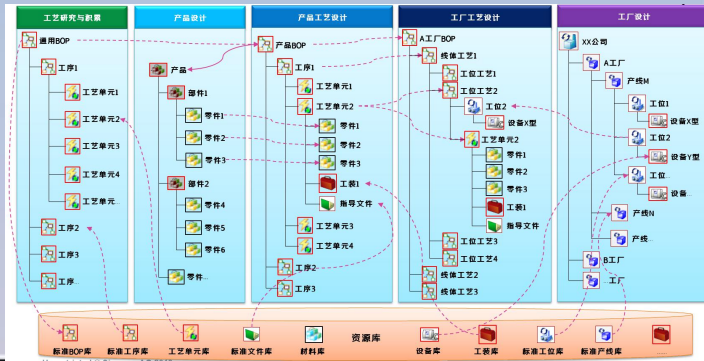 工艺研究与积累
通用BOP
工序1
工艺单元1
工艺单元2
工艺单元3
工艺单元4
工艺单元...
工序2
工序3
工序...
产品设计
产品
部件1
零件1
零件2
零件3
部件2
零件4
零件5
零件6
零件...
产品工艺设计
产品BOP
工序1
工艺单元1
工艺单元2
零件1
零件2
零件3
工装1
指导文件
工艺单元3
工艺单元4
工序2
工序3
工厂工艺设计
A工厂BOP
线体工艺1
工位工艺1
工位工艺2
工位2
设备X型
工艺单元2
零件1
零件2
零件3
工装1
指导文件
工位工艺3
工位工艺4
线体工艺2
线体工艺3
工厂设计
XX公司
A工厂
产线M
工位1
设备X型
工位2
设备Y型
工位...
设备...
产线N
产线...
B工厂
...工厂
资源库
标准BOP库
标准工序库
工艺单元库
标准文件库
材料库
设备库
工装库
标准工位库
标准产线库
......